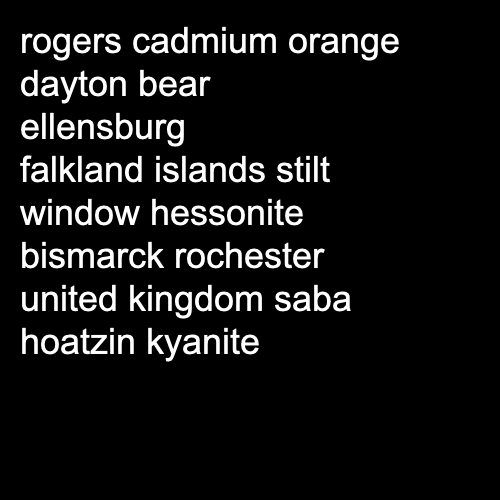 rogers cadmium orange
dayton bear
ellensburg
falkland islands stilt
window hessonite
bismarck rochester
united kingdom saba
hoatzin kyanite